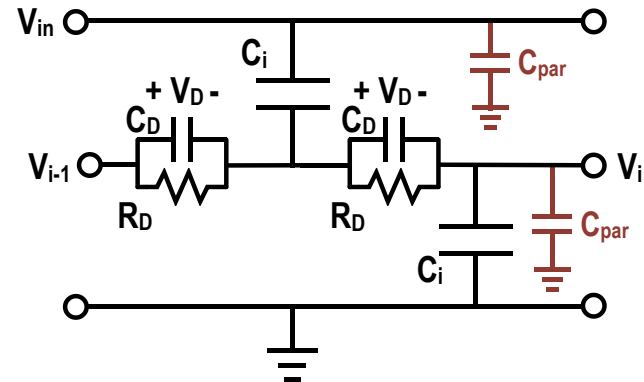 Vin
Ci
Cpar
+ VD - + VD -
CD CD
Vi-1
Vi
RD RD
Cpar
Ci